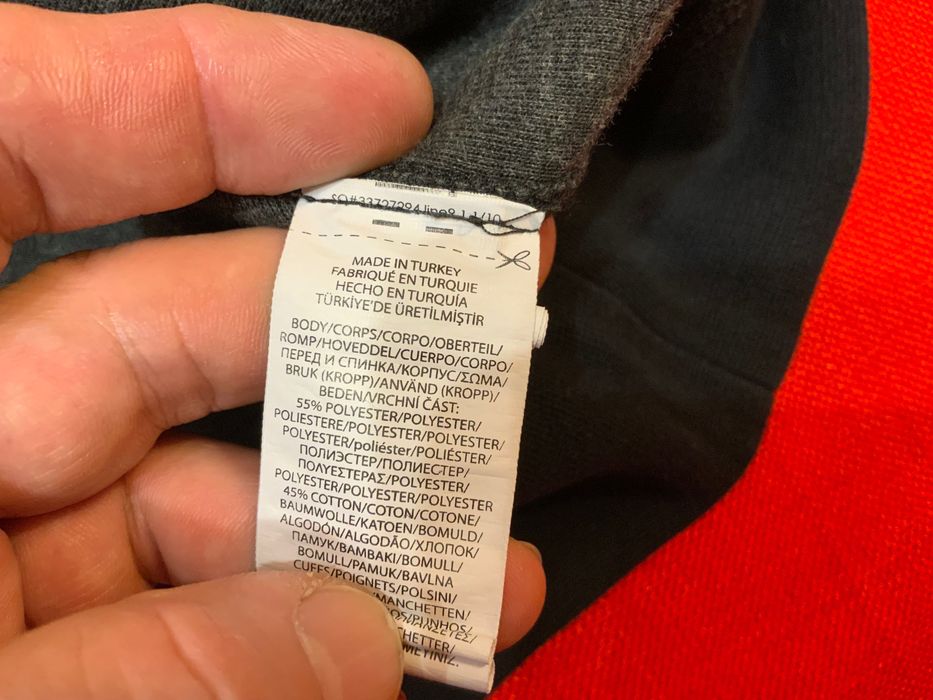 MADE IN TURKEY
FABRIQUÉ EN TURQUIE
HECHO EN TURQUÍA
TÜRKİYE'DE ÜRETİLMİŞTİR
BODY/CORPS/CORPO/OBERTEIL/
ROMP/HOVEDDEL/CUERPO/CORPO/
ПЕРЕД И СПИНКА/КОРПУС/ΣΩΜΑ/
BRUK (KROPP)/ANVÄND (KROPP)/
BEDEN/VRCHNÍ ČÁST:
55% POLYESTER/POLYESTER/
POLIESTERE/POLYESTER/POLYESTER/
POLYESTER/poliéster/POLIÉSTER/
ПОЛИЭСТЕР/ПОЛИЕСТЕР/
ΠΟΛΥΕΣΤΕΡΑΣ/POLYESTER/
POLYESTER/POLYESTER/POLYESTER
45% COTTON/COTON/COTONE/
BAUMWOLLE/KATOEN/BOMULD/
ALGODÓN/ALGODÃO/ХЛОПОК/
ПАМУК/ΒΑΜΒΑΚΙ/BOMULL/
BOMULL/PAMUK/BAVLNA
CUFFS/POIGNETS/POLSINI/
/MANCHETTEN/
PUNHOS/